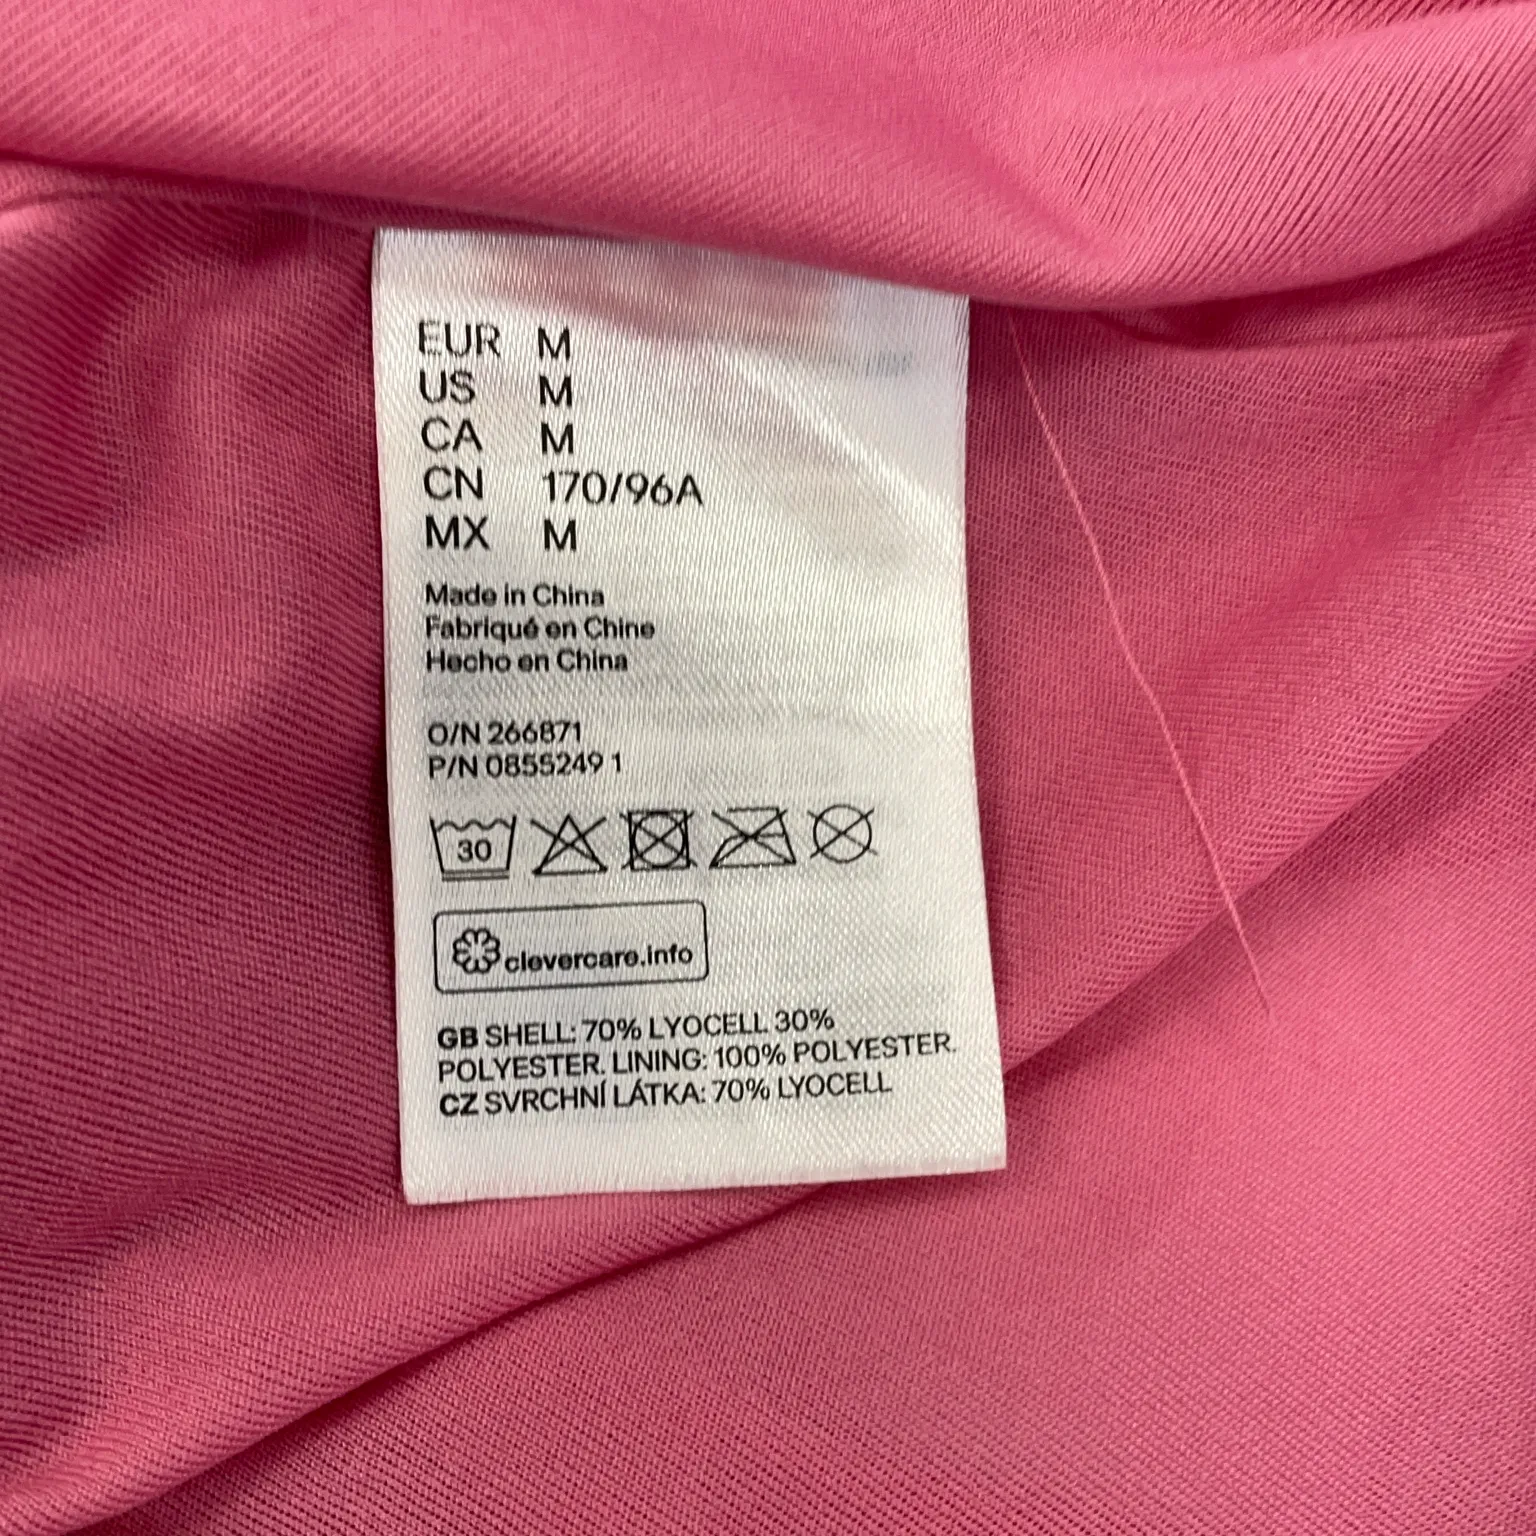 EUR M
US M
CA M
CN 170/96A
MX M
Made in China
Fabriqué en Chine
Hecho en China
O/N 266871
P/N 0855249 1
30
clevercare.info
GB SHELL: 70% LYOCELL 30%
POLYESTER. LINING: 100% POLYESTER.
CZ SVRCHNÍ LÁTKA: 70% LYOCELL